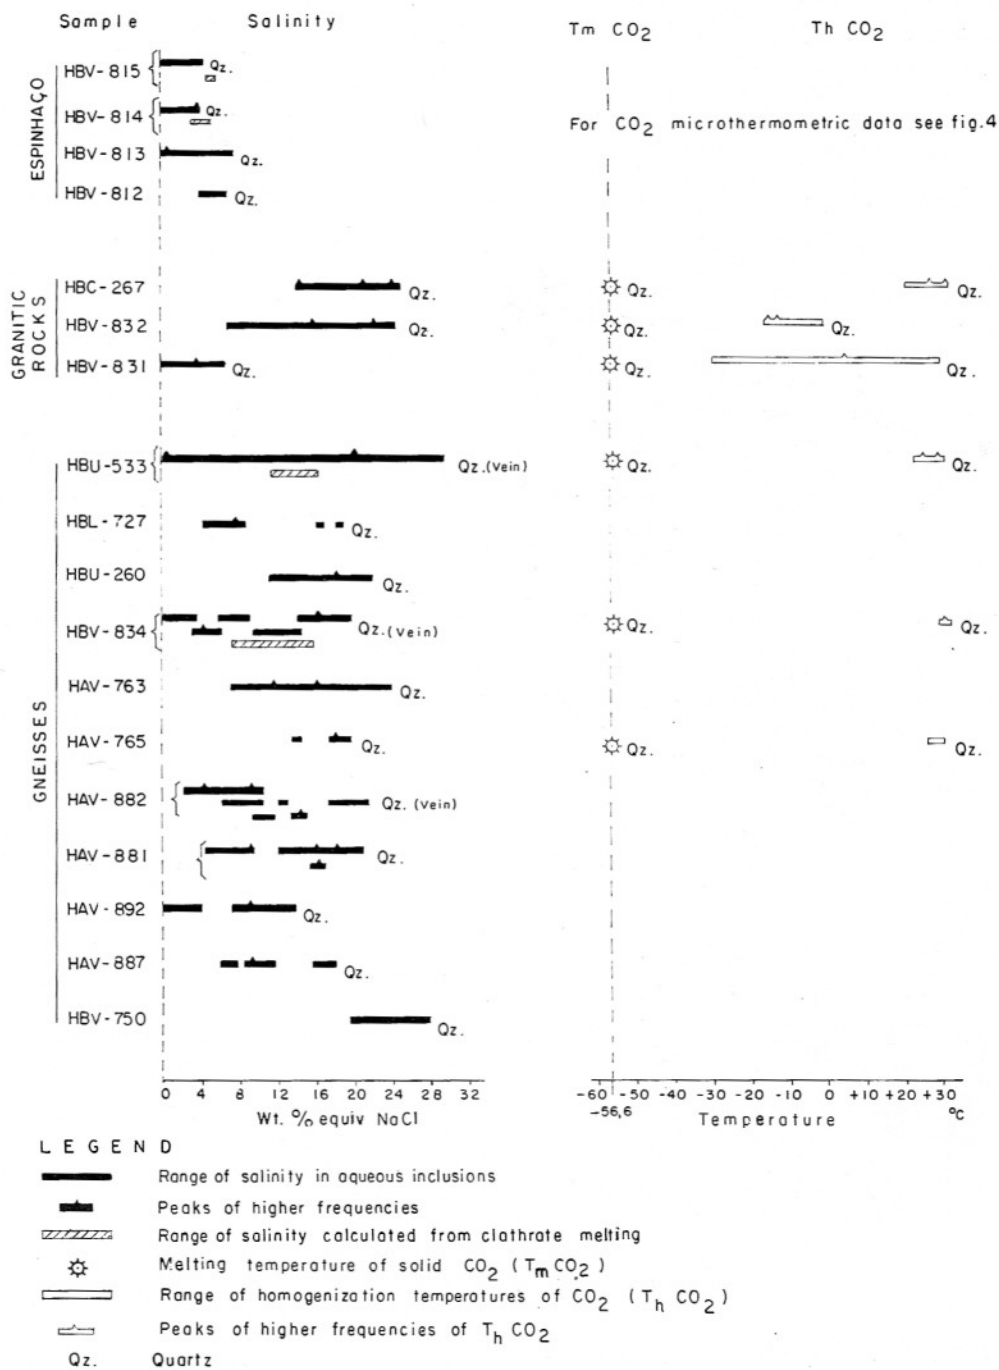 Sample Salinity Tm CO2 Th CO2
ESPINHAÇO
HBV-815 Qz.
HBV-814 Qz.
For CO2 microthermometric data see fig.4
HBV-813 Qz.
HBV-812 Qz.
GRANITIC ROCKS
HBC-267 Qz. Qz. Qz.
HBV-832 Qz. Qz. Qz.
HBV-831 Qz. Qz. Qz.
GNEISSES
HBU-533 Qz.(Vein) Qz. Qz.
HBL-727 Qz.
HBU-260 Qz.
HBV-834 Qz.(Vein) Qz. Qz.
HAV-763 Qz.
HAV-765 Qz. Qz. Qz.
HAV-882 Qz.(Vein)
HAV-881 Qz.
HAV-892 Qz.
HAV-887 Qz.
HBV-750 Qz.
0 4 8 12 16 20 24 28 32 -60 -50 -40 -30 -20 -10 0 +10 +20 +30
Wt. % equiv NaCl -56,6 Temperature °C
LEGEND
Range of salinity in aqueous inclusions
Peaks of higher frequencies
Range of salinity calculated from clathrate melting
Melting temperature of solid CO2 (Tm CO2)
Range of homogenization temperatures of CO2 (Th CO2)
Peaks of higher frequencies of Th CO2
Qz. Quartz